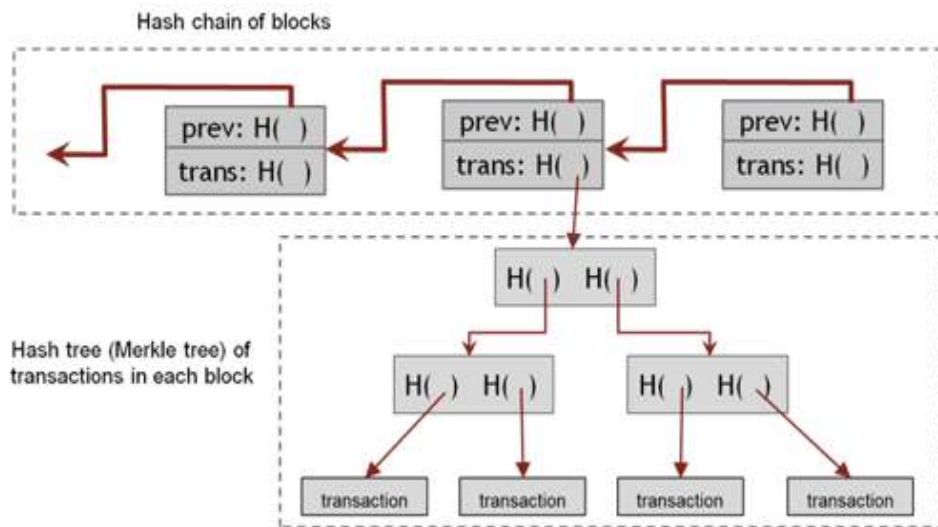 Hash chain of blocks
prev: H( )
trans: H( )
prev: H( )
trans: H( )
prev: H( )
trans: H( )
H( ) H( )
Hash tree (Merkle tree) of
transactions in each block
H( ) H( )
H( ) H( )
transaction
transaction
transaction
transaction